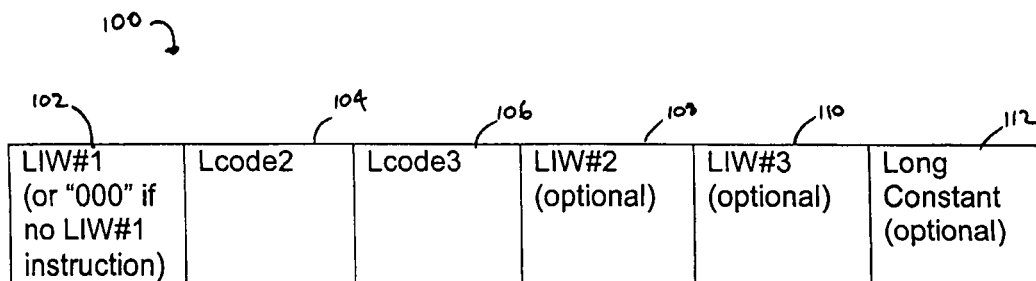 100
102
104
106
108
110
112
LIW#1
(or "000" if
no LIW#1
instruction)
Lcode2
Lcode3
LIW#2
(optional)
LIW#3
(optional)
Long
Constant
(optional)